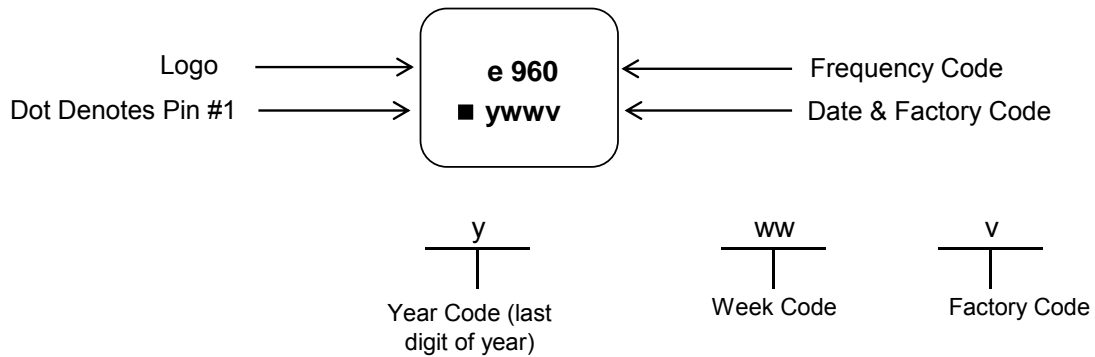 Logo
e 960
Frequency Code
Dot Denotes Pin #1
■ ywwv
Date & Factory Code
y
ww
v
Year Code (last
digit of year)
Week Code
Factory Code